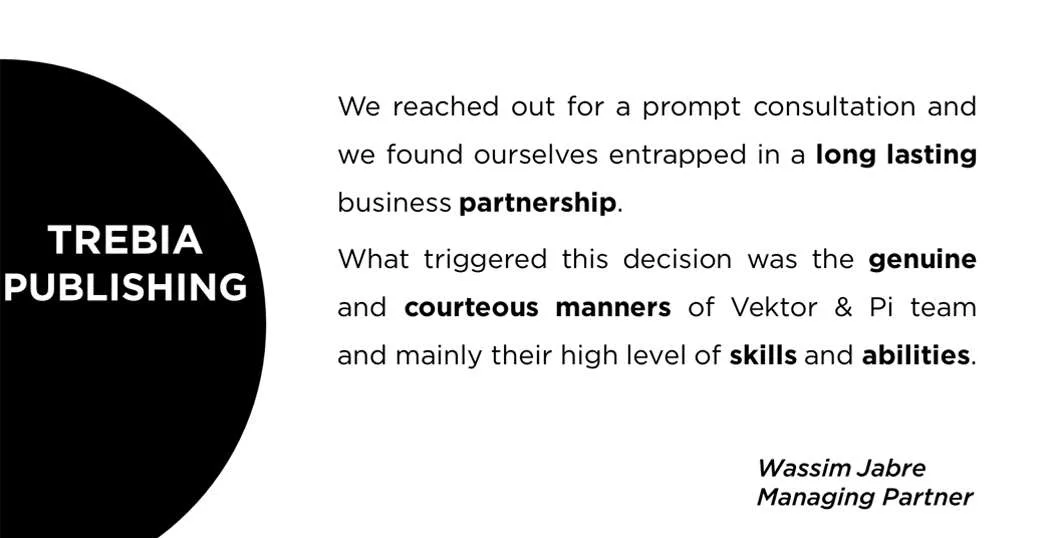 TREBIA
PUBLISHING
We reached out for a prompt consultation and
we found ourselves entrapped in a long lasting
business partnership.
What triggered this decision was the genuine
and courteous manners of Vektor & Pi team
and mainly their high level of skills and abilities.
Wassim Jabre
Managing Partner